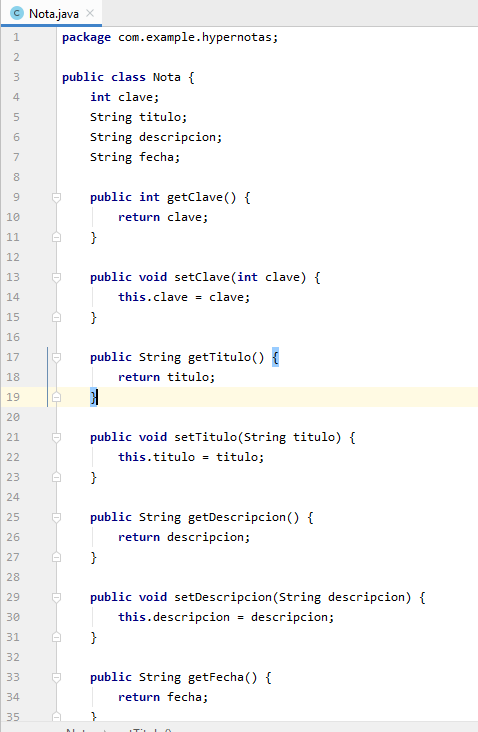 Nota.java
1 package com.example.hypernotas;
2
3 public class Nota {
4 int clave;
5 String titulo;
6 String descripcion;
7 String fecha;
8
9 public int getClave() {
10 return clave;
11 }
12
13 public void setClave(int clave) {
14 this.clave = clave;
15 }
16
17 public String getTitulo() {
18 return titulo;
19 }
20
21 public void setTitulo(String titulo) {
22 this.titulo = titulo;
23 }
24
25 public String getDescripcion() {
26 return descripcion;
27 }
28
29 public void setDescripcion(String descripcion) {
30 this.descripcion = descripcion;
31 }
32
33 public String getFecha() {
34 return fecha;
35 }